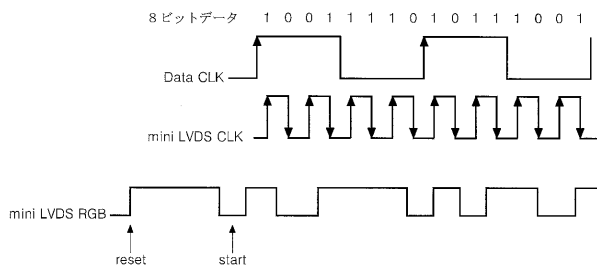 8ビットデータ 1 0 0 1 1 1 1 0 1 0 1 1 1 0 0 1
Data CLK
mini LVDS CLK
mini LVDS RGB
reset start